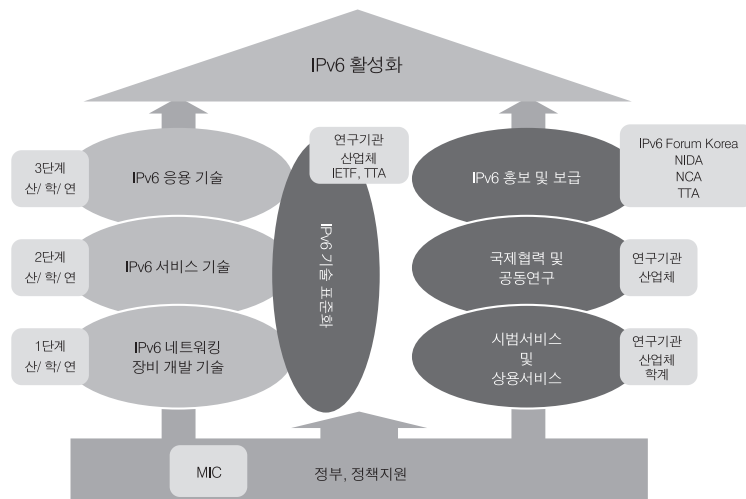 IPv6 활성화
3단계
산/ 학/ 연
IPv6 응용 기술
연구기관
산업체
IETF, TTA
IPv6 홍보 및 보급
IPv6 Forum Korea
NIDA
NCA
TTA
2단계
산/ 학/ 연
IPv6 서비스 기술
IPv6 기술 표준화
국제협력 및
공동연구
연구기관
산업체
1단계
산/ 학/ 연
IPv6 네트워킹
장비 개발 기술
시범서비스
및
상용서비스
연구기관
산업체
학계
MIC
정부, 정책지원